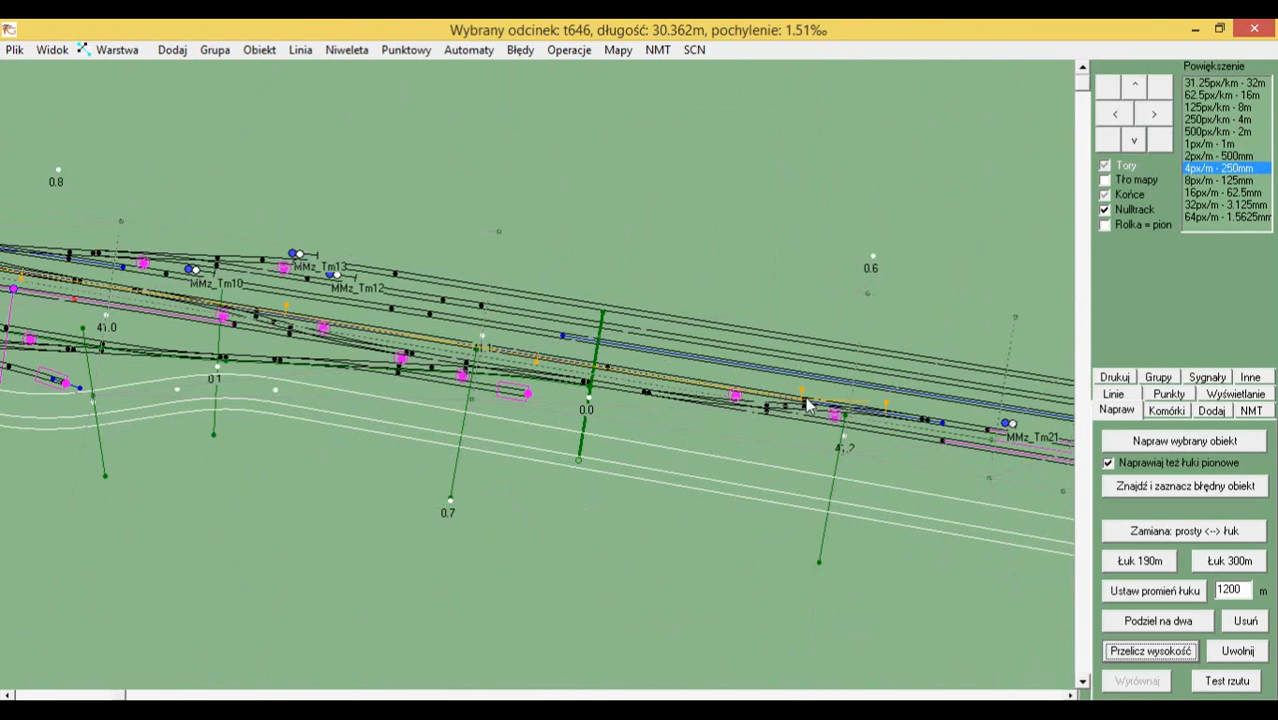 Wybrany odcinek: t646, długość: 30.362m, pochylenie: 1.51‰
Plik Widok Warstwa Dodaj Grupa Obiekt Linia Niweleta Punktowy Automaty Błędy Operacje Mapy NMT SCN
Powiększenie
31.25px/km - 32m
62.5px/km - 16m
125px/km - 8m
250px/km - 4m
500px/km - 2m
1px/m - 1m
2px/m - 500mm
4px/m - 250mm
8px/m - 125mm
16px/m - 62.5mm
32px/m - 3.125mm
64px/m - 1.5625mm
^
< >
v
Tory
Tło mapy
Końce
Nulltrack
Rolka = pion
0.8
0.6
MMz_Tm13
MMz_Tm10
MMz_Tm12
41.0
0.1
0.0
MMz_Tm21
0.7
Drukuj Grupy Sygnały Inne
Linie Punkty Wyświetlanie
Napraw Komórki Dodaj NMT
Napraw wybrany obiekt
Naprawiaj też łuki pionowe
Znajdź i zaznacz błędny obiekt
Zamiana: prosty <-> łuk
Łuk 190m Łuk 300m
Ustaw promień łuku 1200 m
Podziel na dwa Usuń
Przelicz wysokość Uwolnij
Wyrównaj Test rzutu